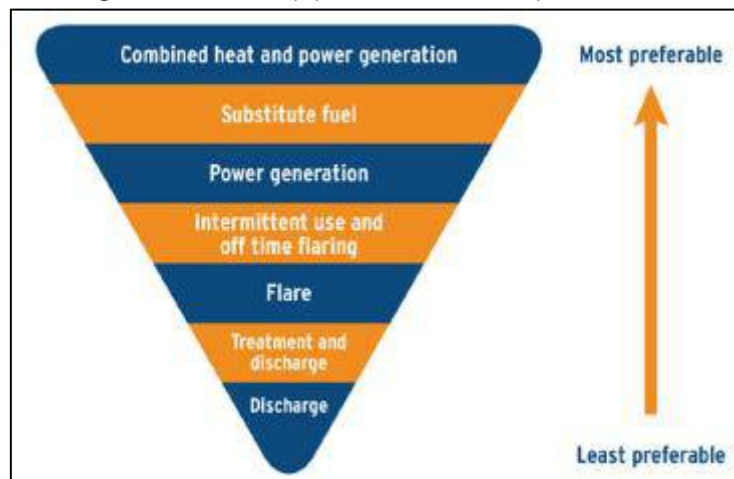 Combined heat and power generation
Most preferable
Substitute fuel
Power generation
Intermittent use and
off time flaring
Flare
Treatment and
discharge
Discharge
Least preferable